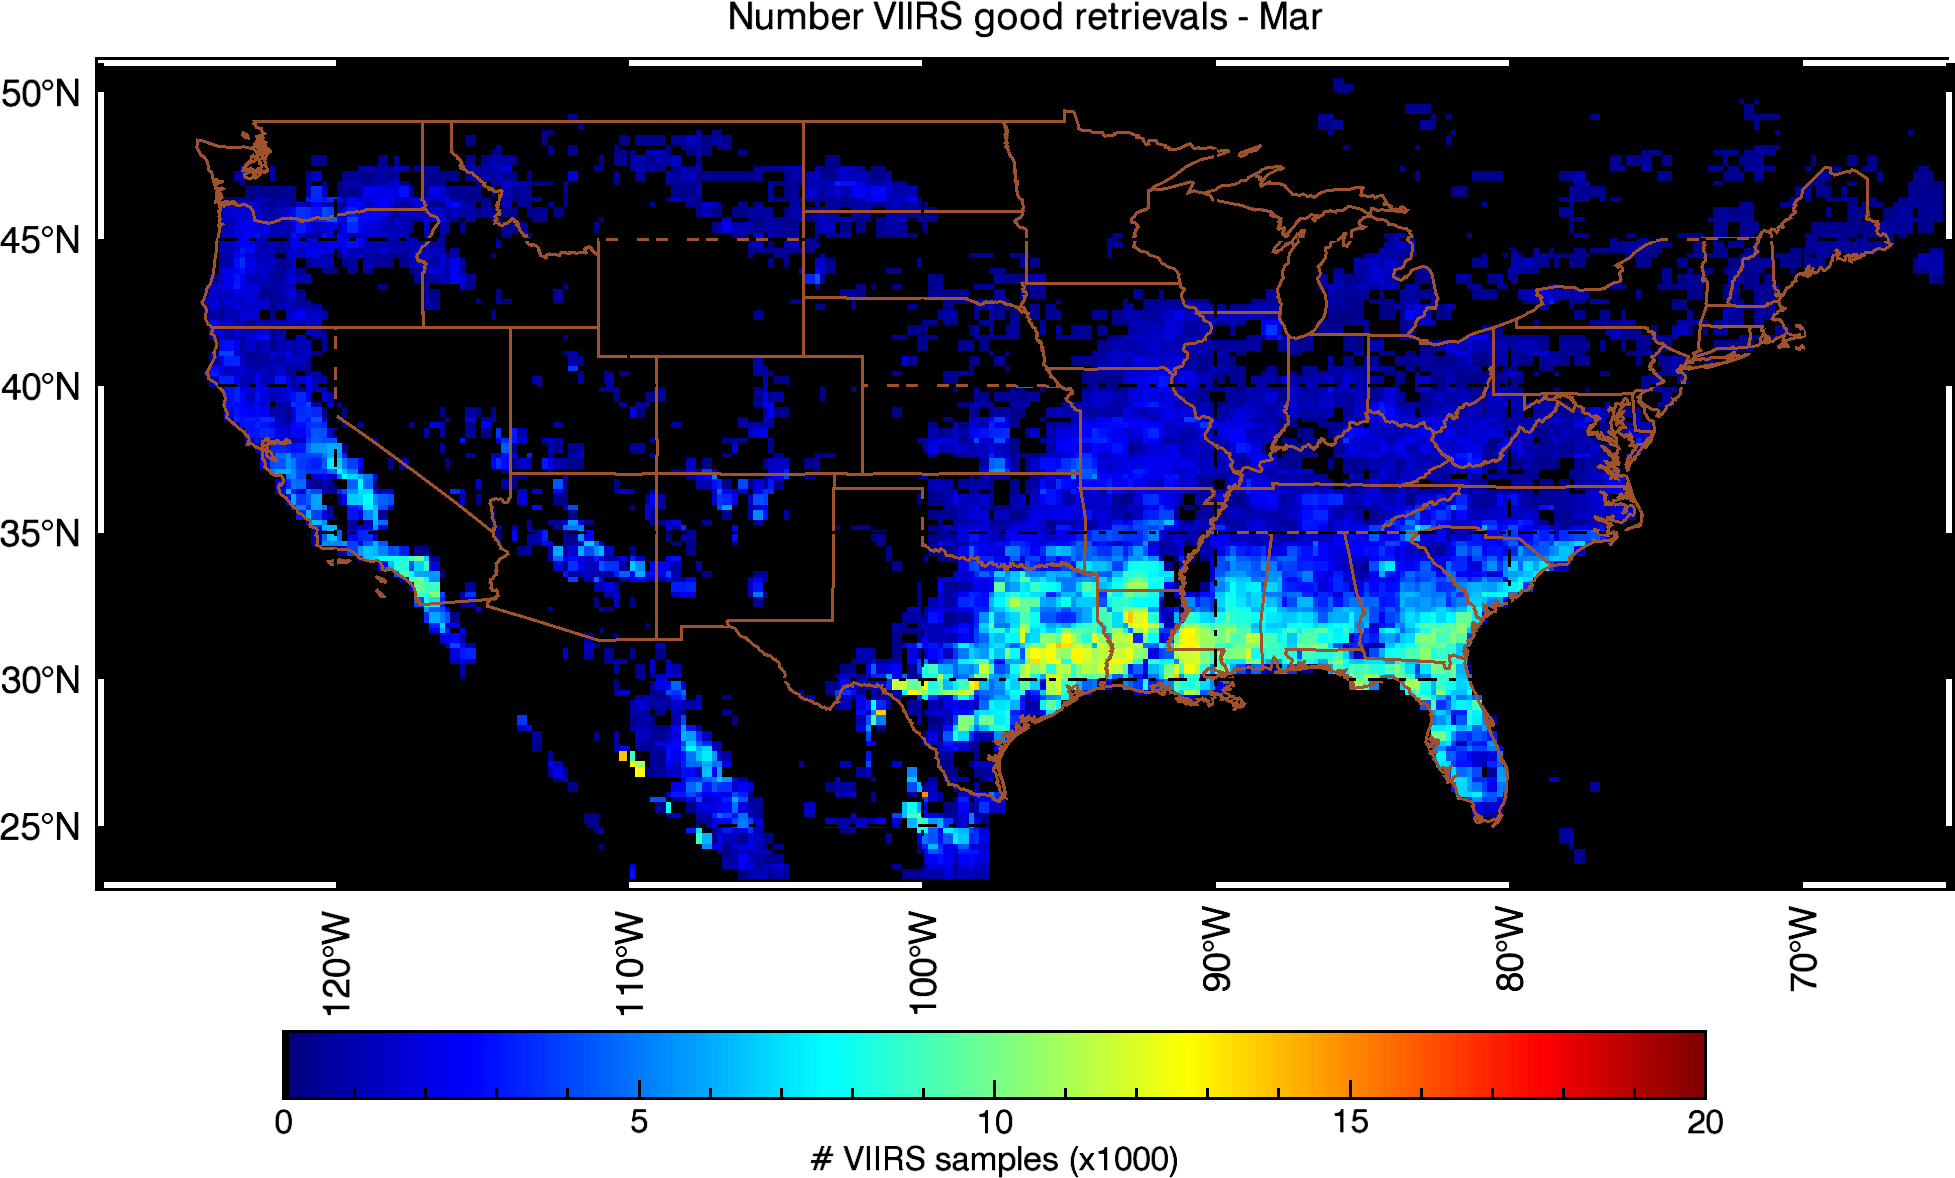 Number VIIRS good retrievals - Mar
50°N
45°N
40°N
35°N
30°N
25°N
120°W
110°W
100°W
90°W
80°W
70°W
0
5
10
15
20
# VIIRS samples (x1000)